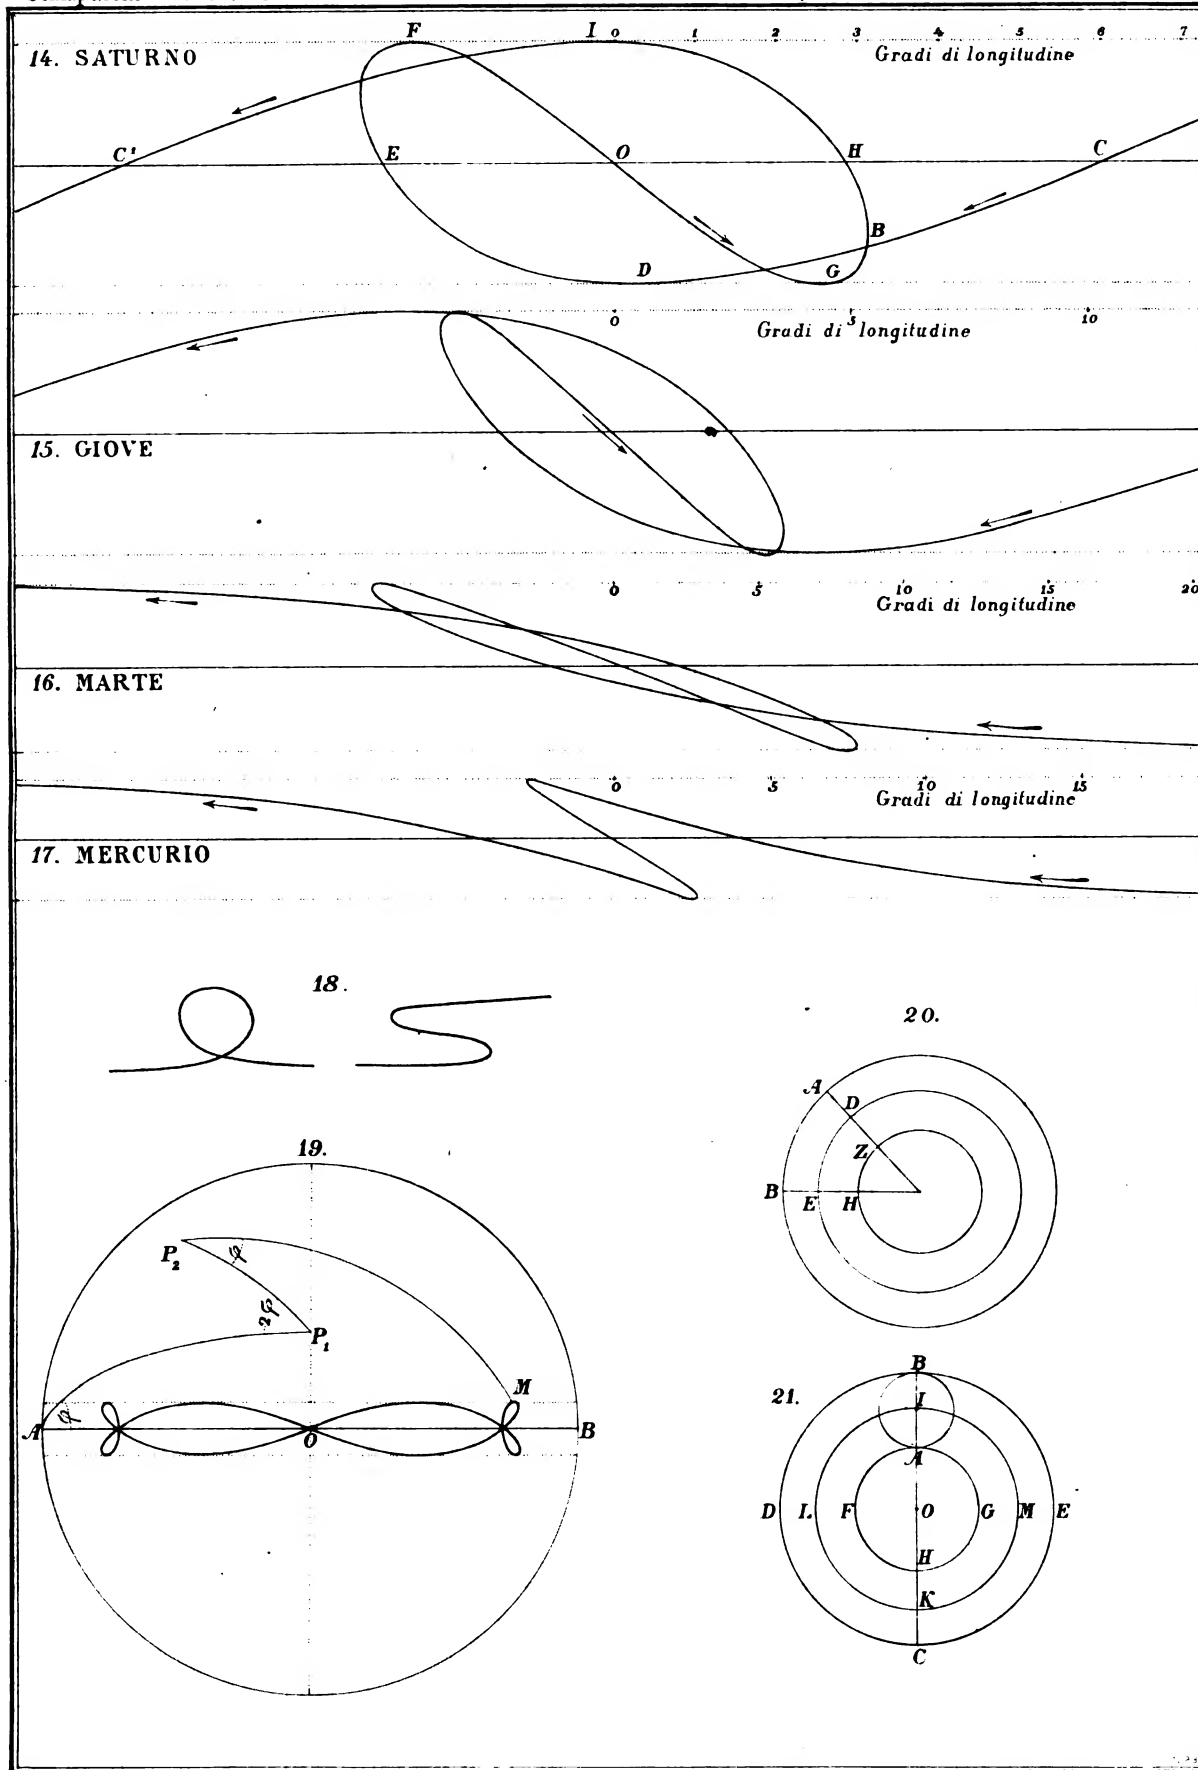 F I 0 1 2 3 4 5 6 7
14. SATURNO Gradi di longitudine
C' E O H C
B
D G
0 5 10
Gradi di longitudine
15. GIOVE
0 5 10 15 20
Gradi di longitudine
16. MARTE
0 5 10 15
Gradi di longitudine
17. MERCURIO
18.
20.
A
D
Z
B E H
19.
P2 φ
2φ
P1
M
A φ O B
21.
B
I
A
D L F O G M E
H
K
C